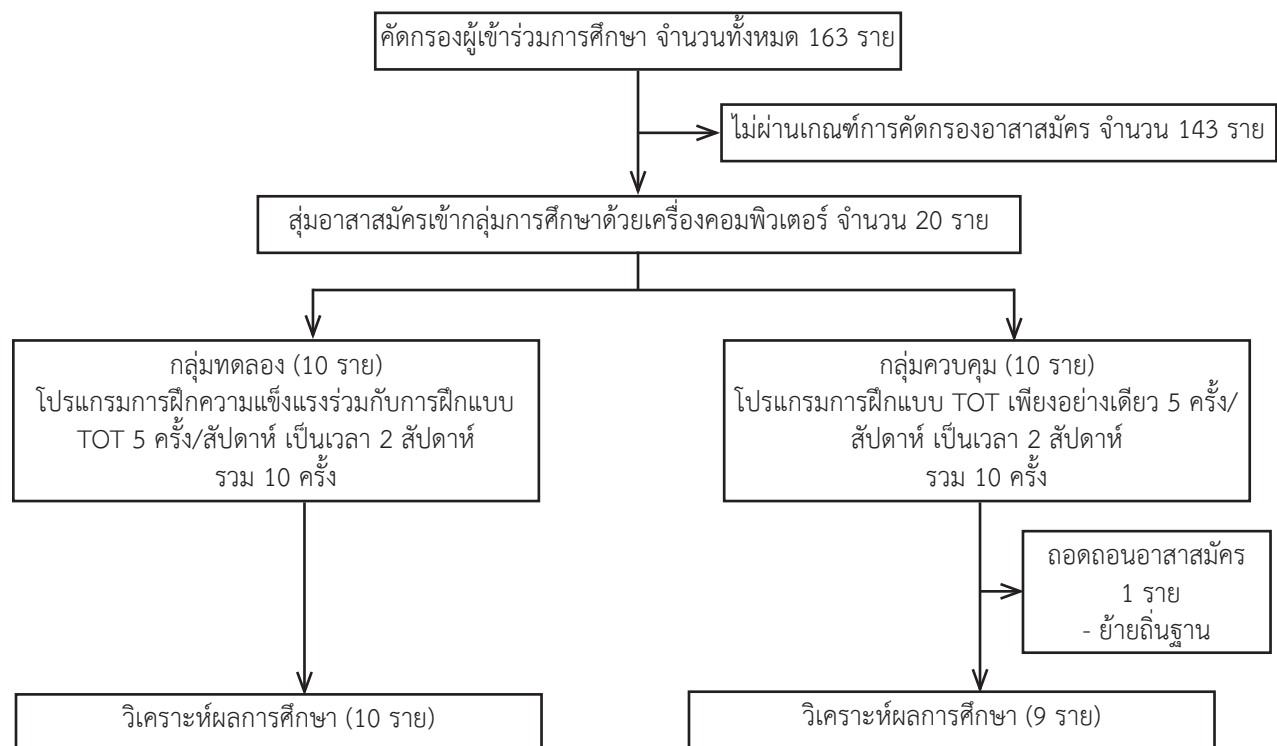 คัดกรองผู้เข้าร่วมการศึกษา จำนวนทั้งหมด 163 ราย
ไม่ผ่านเกณฑ์การคัดกรองอาสาสมัคร จำนวน 143 ราย
สุ่มอาสาสมัครเข้ากลุ่มการศึกษาด้วยเครื่องคอมพิวเตอร์ จำนวน 20 ราย
กลุ่มทดลอง (10 ราย)
โปรแกรมการฝึกความแข็งแรงร่วมกับการฝึกแบบ
TOT 5 ครั้ง/สัปดาห์ เป็นเวลา 2 สัปดาห์
รวม 10 ครั้ง
กลุ่มควบคุม (10 ราย)
โปรแกรมการฝึกแบบ TOT เพียงอย่างเดียว 5 ครั้ง/
สัปดาห์ เป็นเวลา 2 สัปดาห์
รวม 10 ครั้ง
ถอดถอนอาสาสมัคร
1 ราย
- ย้ายถิ่นฐาน
วิเคราะห์ผลการศึกษา (10 ราย)
วิเคราะห์ผลการศึกษา (9 ราย)